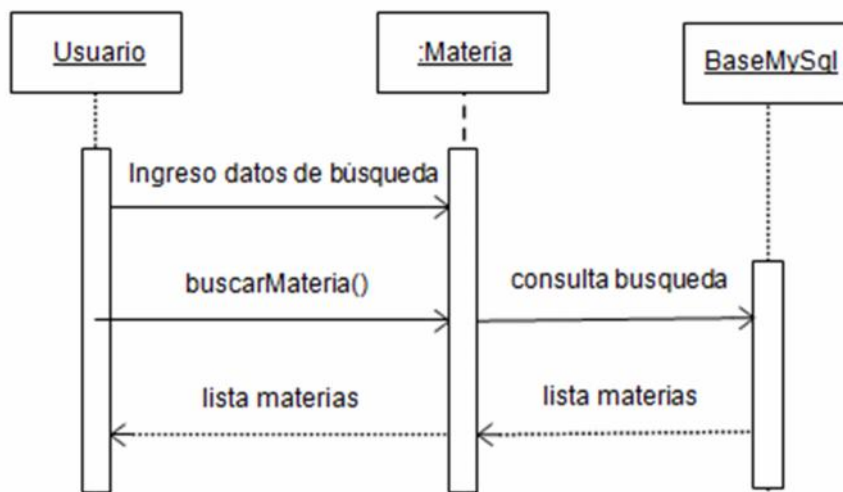 Usuario
:Materia
BaseMySql
Ingreso datos de búsqueda
buscarMateria()
consulta busqueda
lista materias
lista materias